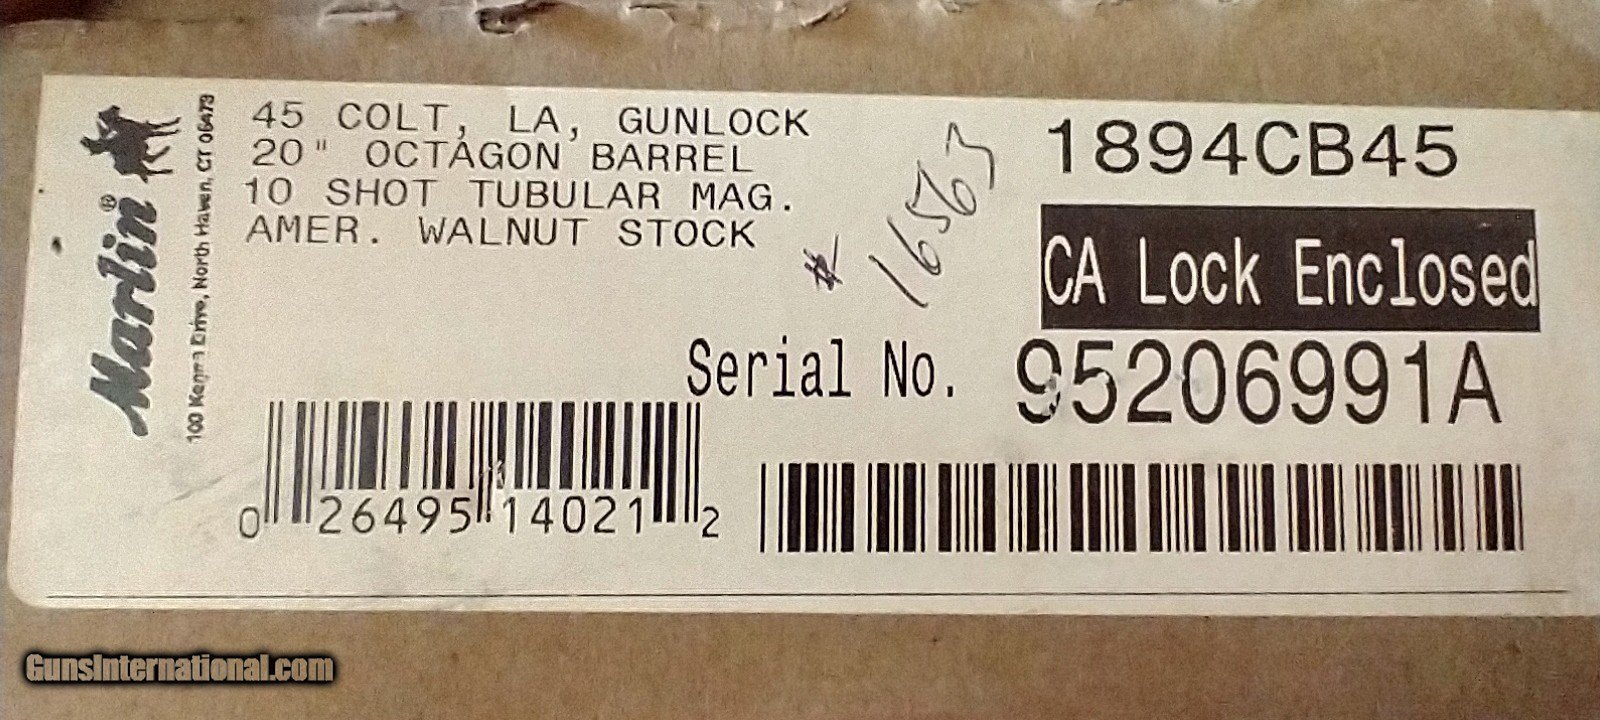 Marlin®
100 Kenna Drive, North Haven, CT 06473
45 COLT, LA, GUNLOCK
20" OCTAGON BARREL
10 SHOT TUBULAR MAG.
AMER. WALNUT STOCK
# 16563
1894CB45
CA Lock Enclosed
Serial No. 95206991A
0 26495 14021 2
GunsInternational.com